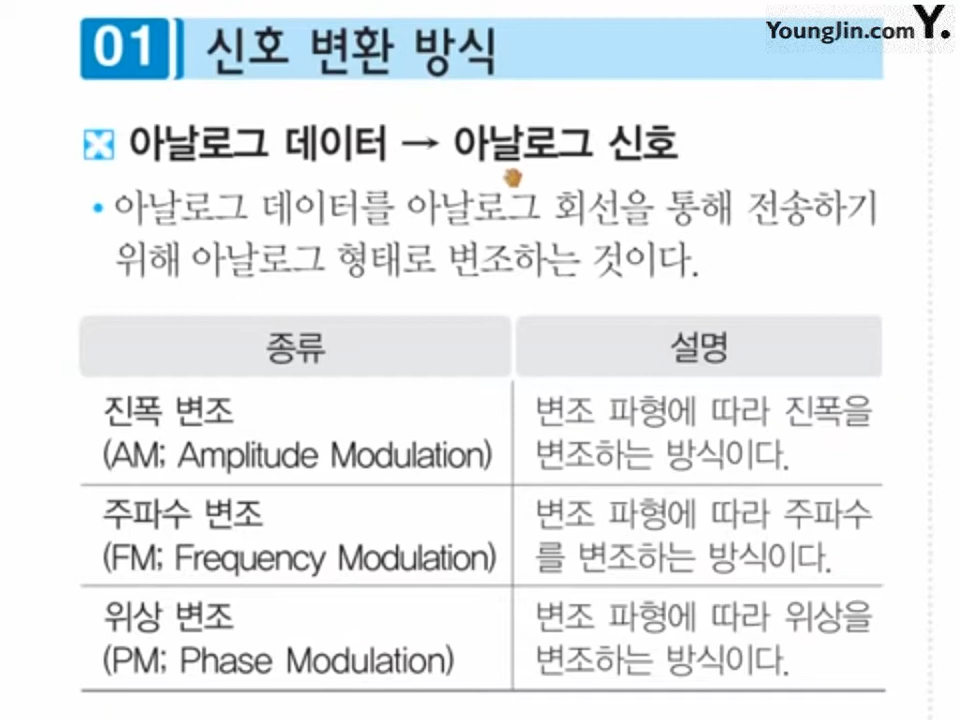 YoungJin.com Y.
01 신호 변환 방식
아날로그 데이터 → 아날로그 신호
• 아날로그 데이터를 아날로그 회선을 통해 전송하기
위해 아날로그 형태로 변조하는 것이다.
종류 설명
진폭 변조
(AM; Amplitude Modulation)
변조 파형에 따라 진폭을
변조하는 방식이다.
주파수 변조
(FM; Frequency Modulation)
변조 파형에 따라 주파수
를 변조하는 방식이다.
위상 변조
(PM; Phase Modulation)
변조 파형에 따라 위상을
변조하는 방식이다.